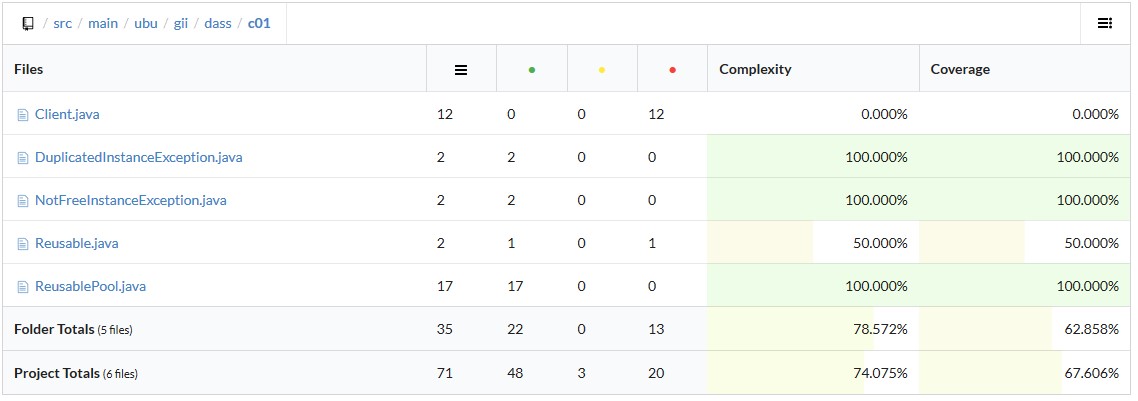 / src / main / ubu / gii / dass / c01
Files Complexity Coverage
Client.java 12 0 0 12 0.000% 0.000%
DuplicatedInstanceException.java 2 2 0 0 100.000% 100.000%
NotFreeInstanceException.java 2 2 0 0 100.000% 100.000%
Reusable.java 2 1 0 1 50.000% 50.000%
ReusablePool.java 17 17 0 0 100.000% 100.000%
Folder Totals (5 files) 35 22 0 13 78.572% 62.858%
Project Totals (6 files) 71 48 3 20 74.075% 67.606%